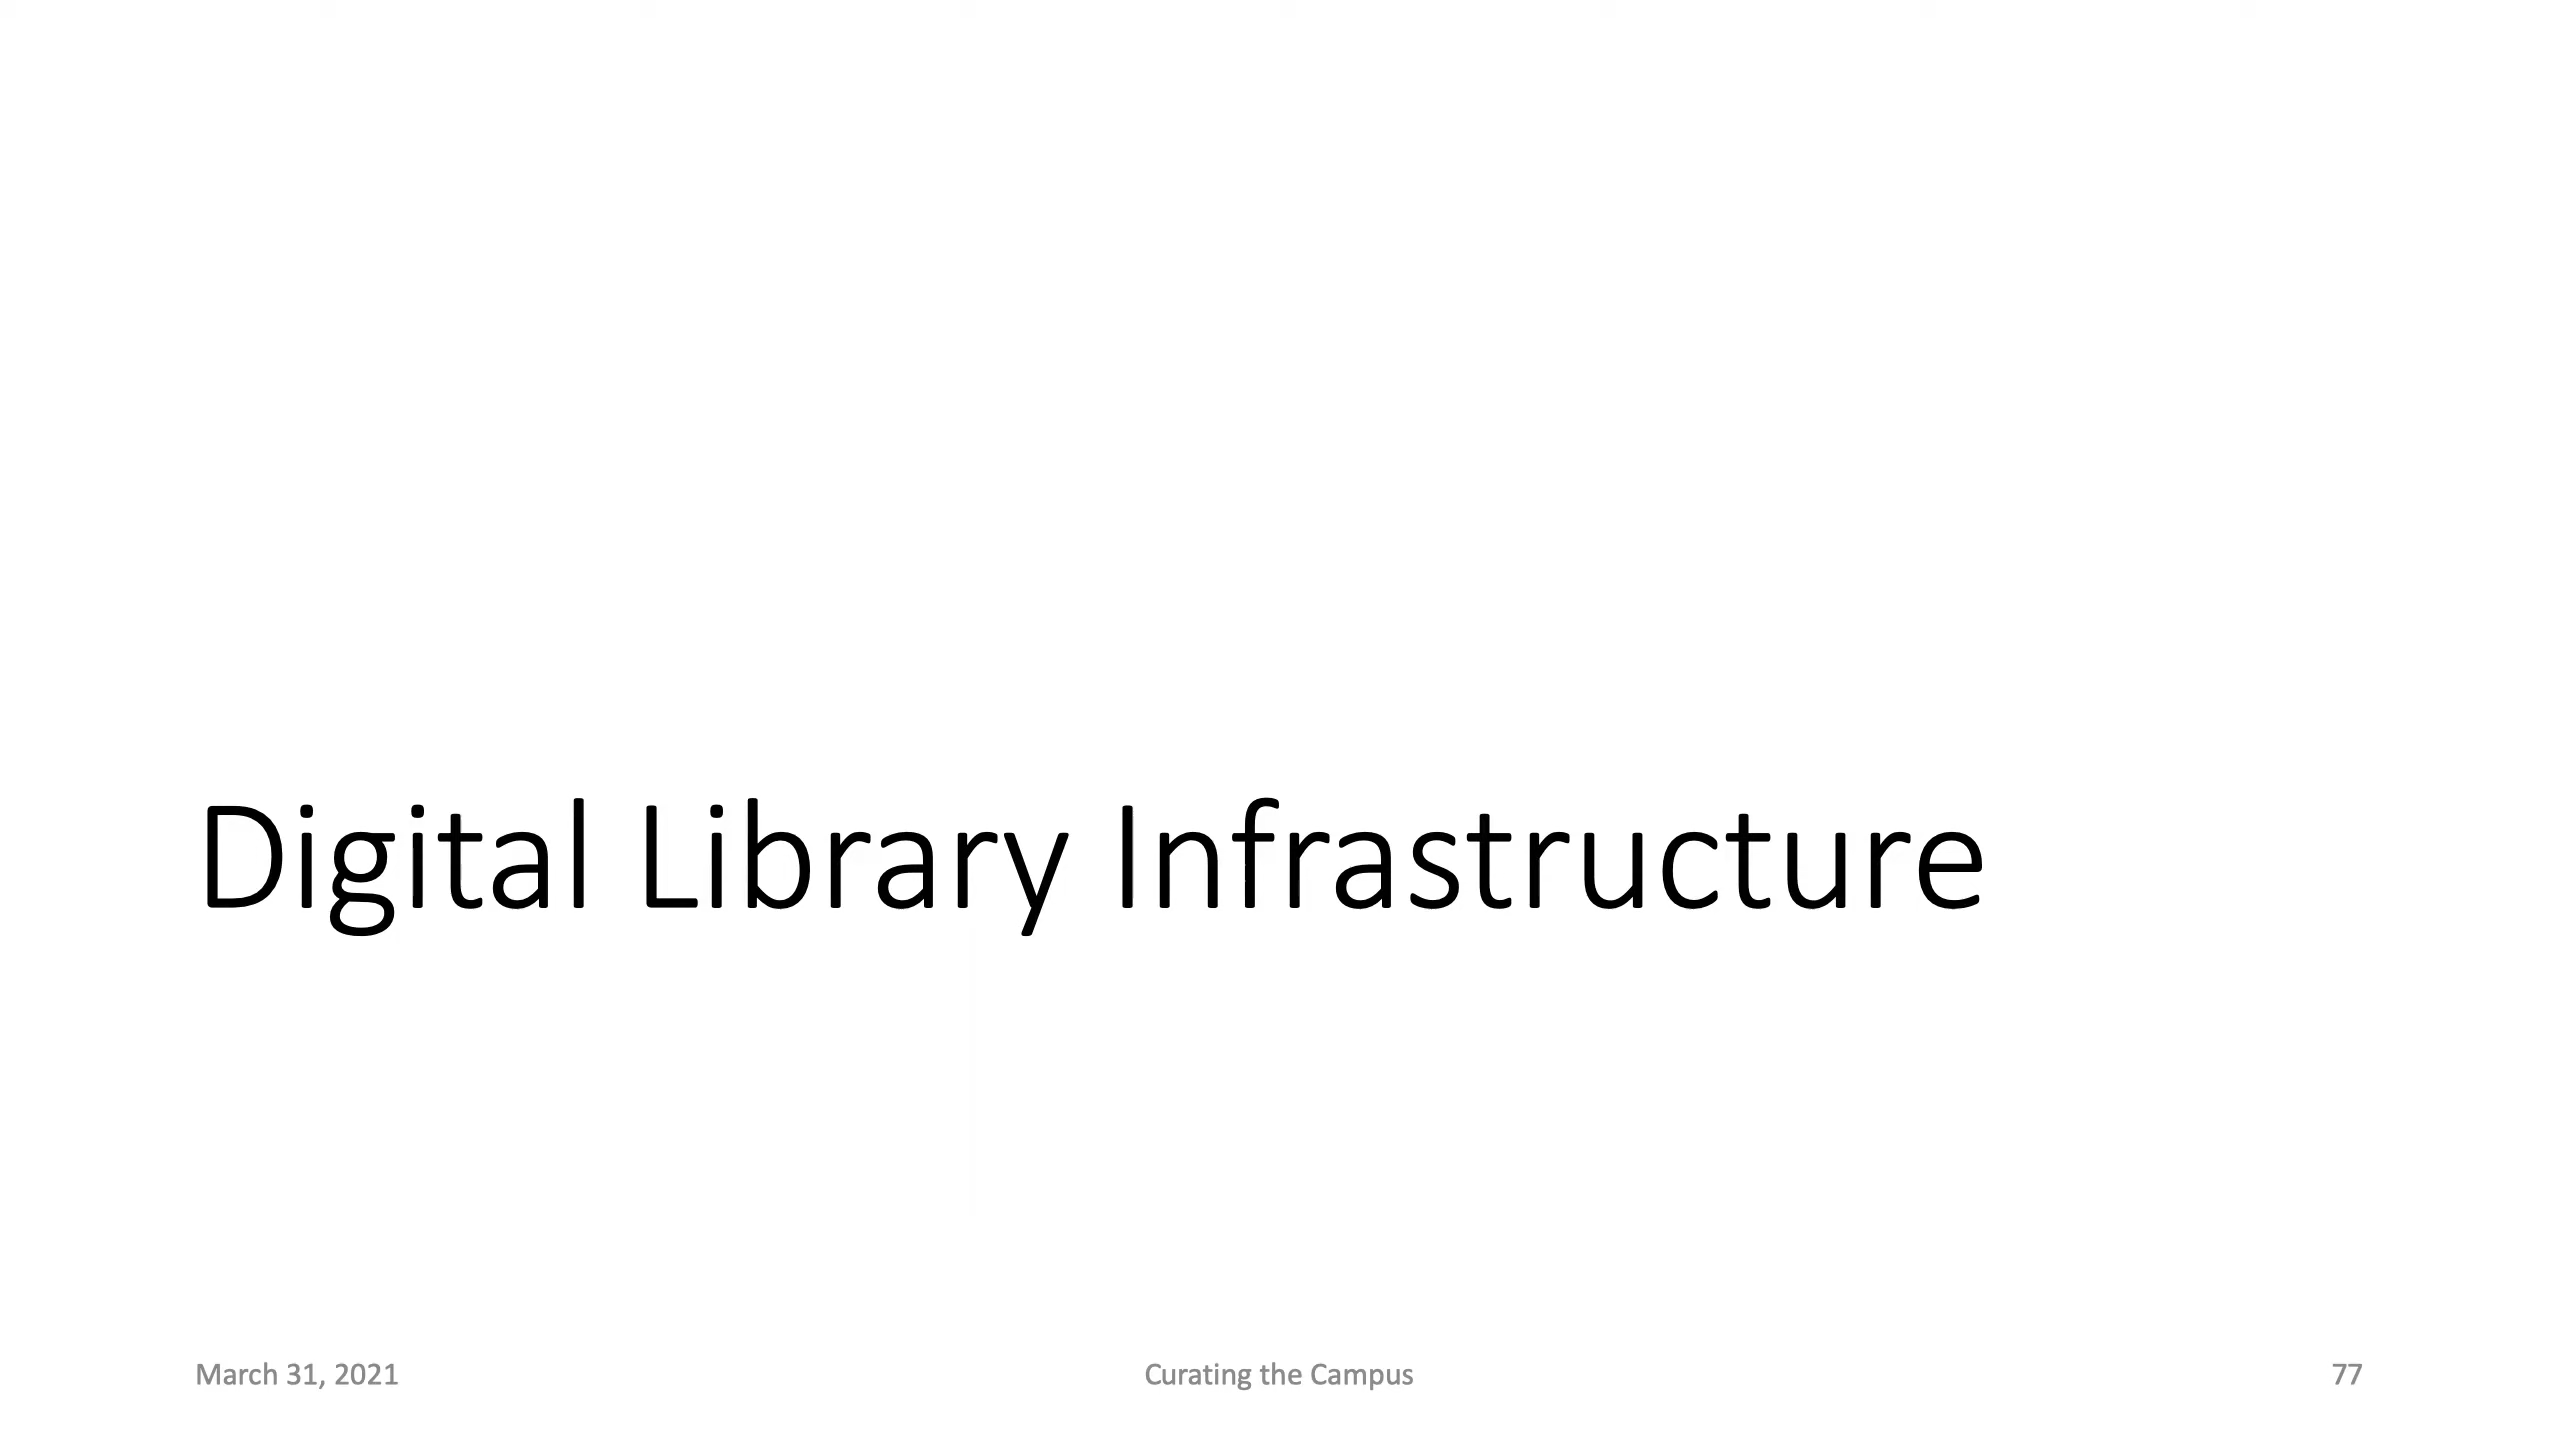 Digital Library Infrastructure
March 31, 2021
Curating the Campus
77